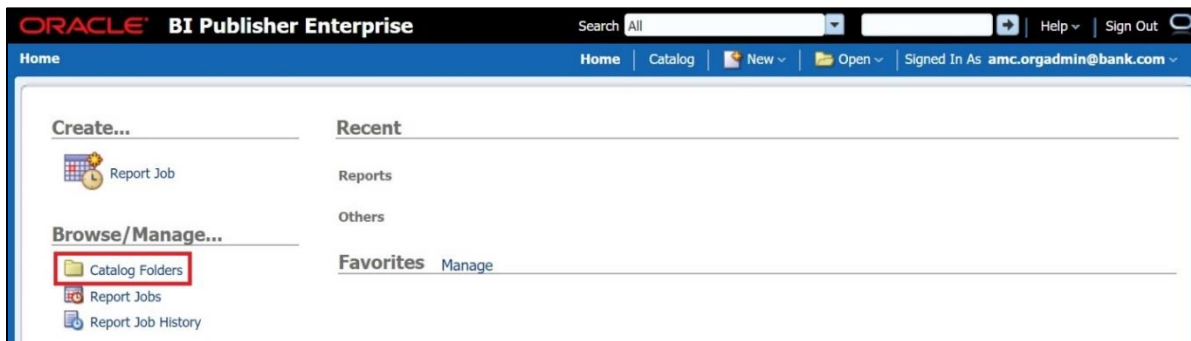 ORACLE BI Publisher Enterprise Search All Help Sign Out
Home Home Catalog New Open Signed In As amc.orgadmin@bank.com
Create... Recent
Report Job Reports
Others
Browse/Manage...
Favorites Manage
Catalog Folders
Report Jobs
Report Job History